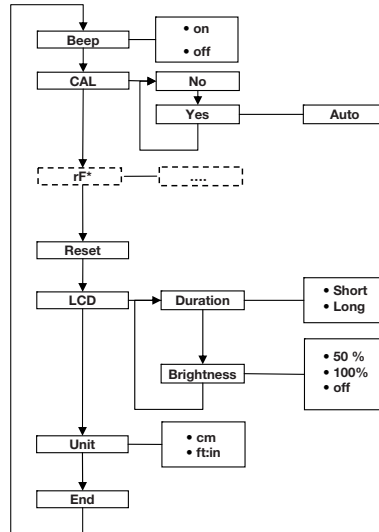 Beep
• on
• off
CAL
No
Yes
Auto
rF*
....
Reset
LCD
Duration
• Short
• Long
Brightness
• 50 %
• 100%
• off
Unit
• cm
• ft:in
End